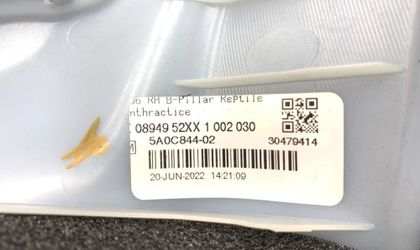 RH B-Pillar RePtile
nthractice
08949 52XX 1 002 030
5A0C844-02
30479414
20-JUN-2022 14:21:09